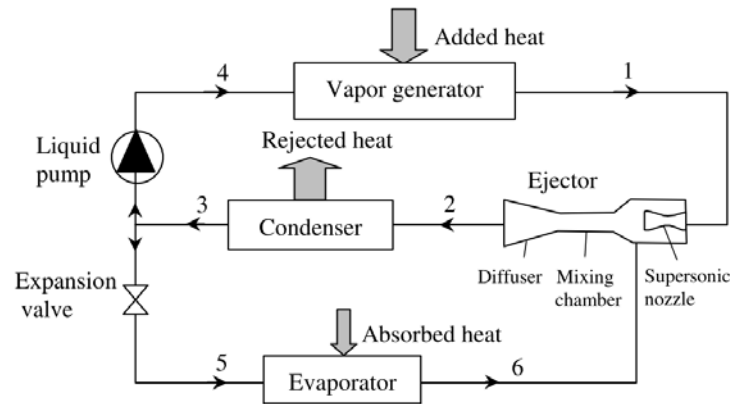 Added heat
4
1
Vapor generator
Rejected heat
Liquid
pump
Ejector
3
2
Condenser
Diffuser
Mixing
chamber
Supersonic
nozzle
Expansion
valve
Absorbed heat
5
6
Evaporator